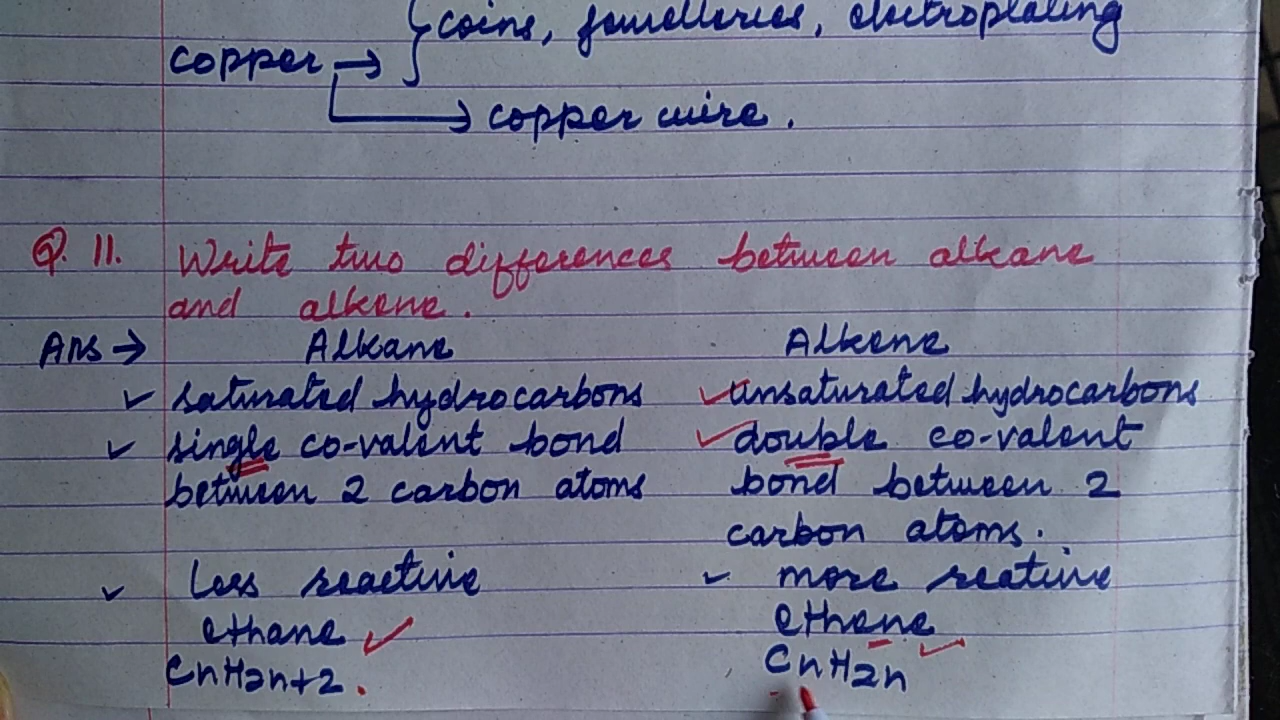 { coins, jewelleries, electroplating
copper →
→ copper wire.
Q. 11. Write two differences between alkane
and alkene.
Ans → Alkane Alkene
✓ saturated hydrocarbons ✓ unsaturated hydrocarbons
✓ single co-valent bond ✓ double co-valent
between 2 carbon atoms bond between 2
carbon atoms.
✓ less reactive ✓ more reative
ethane ✓ ethene ✓
CnH2n+2. CnH2n